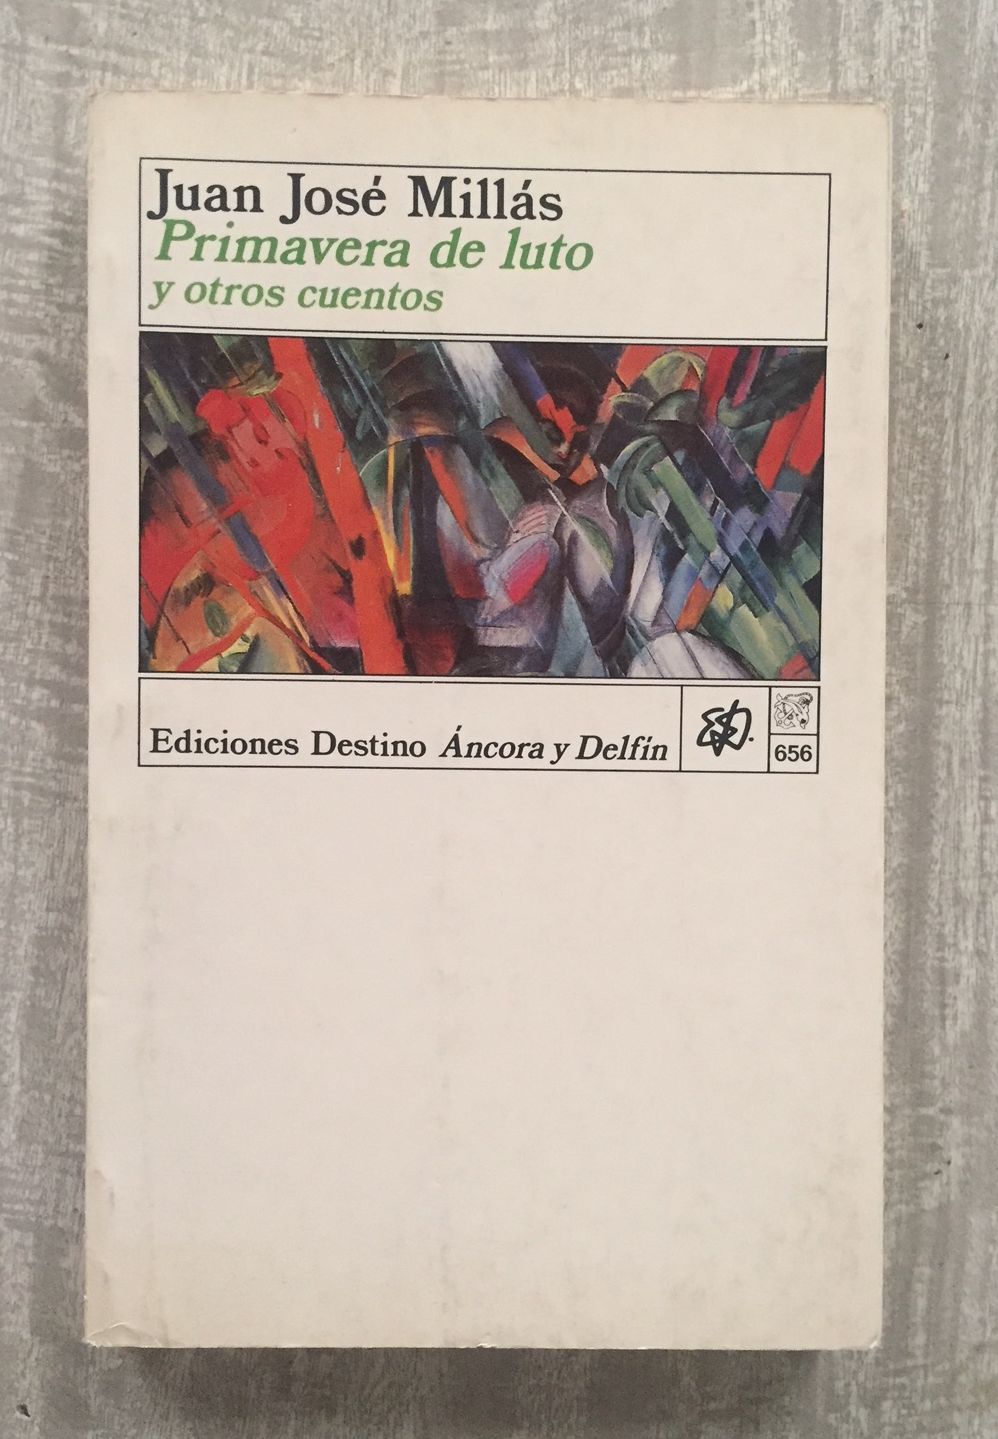 Juan José Millás
Primavera de luto
y otros cuentos
Ediciones Destino Áncora y Delfín
656